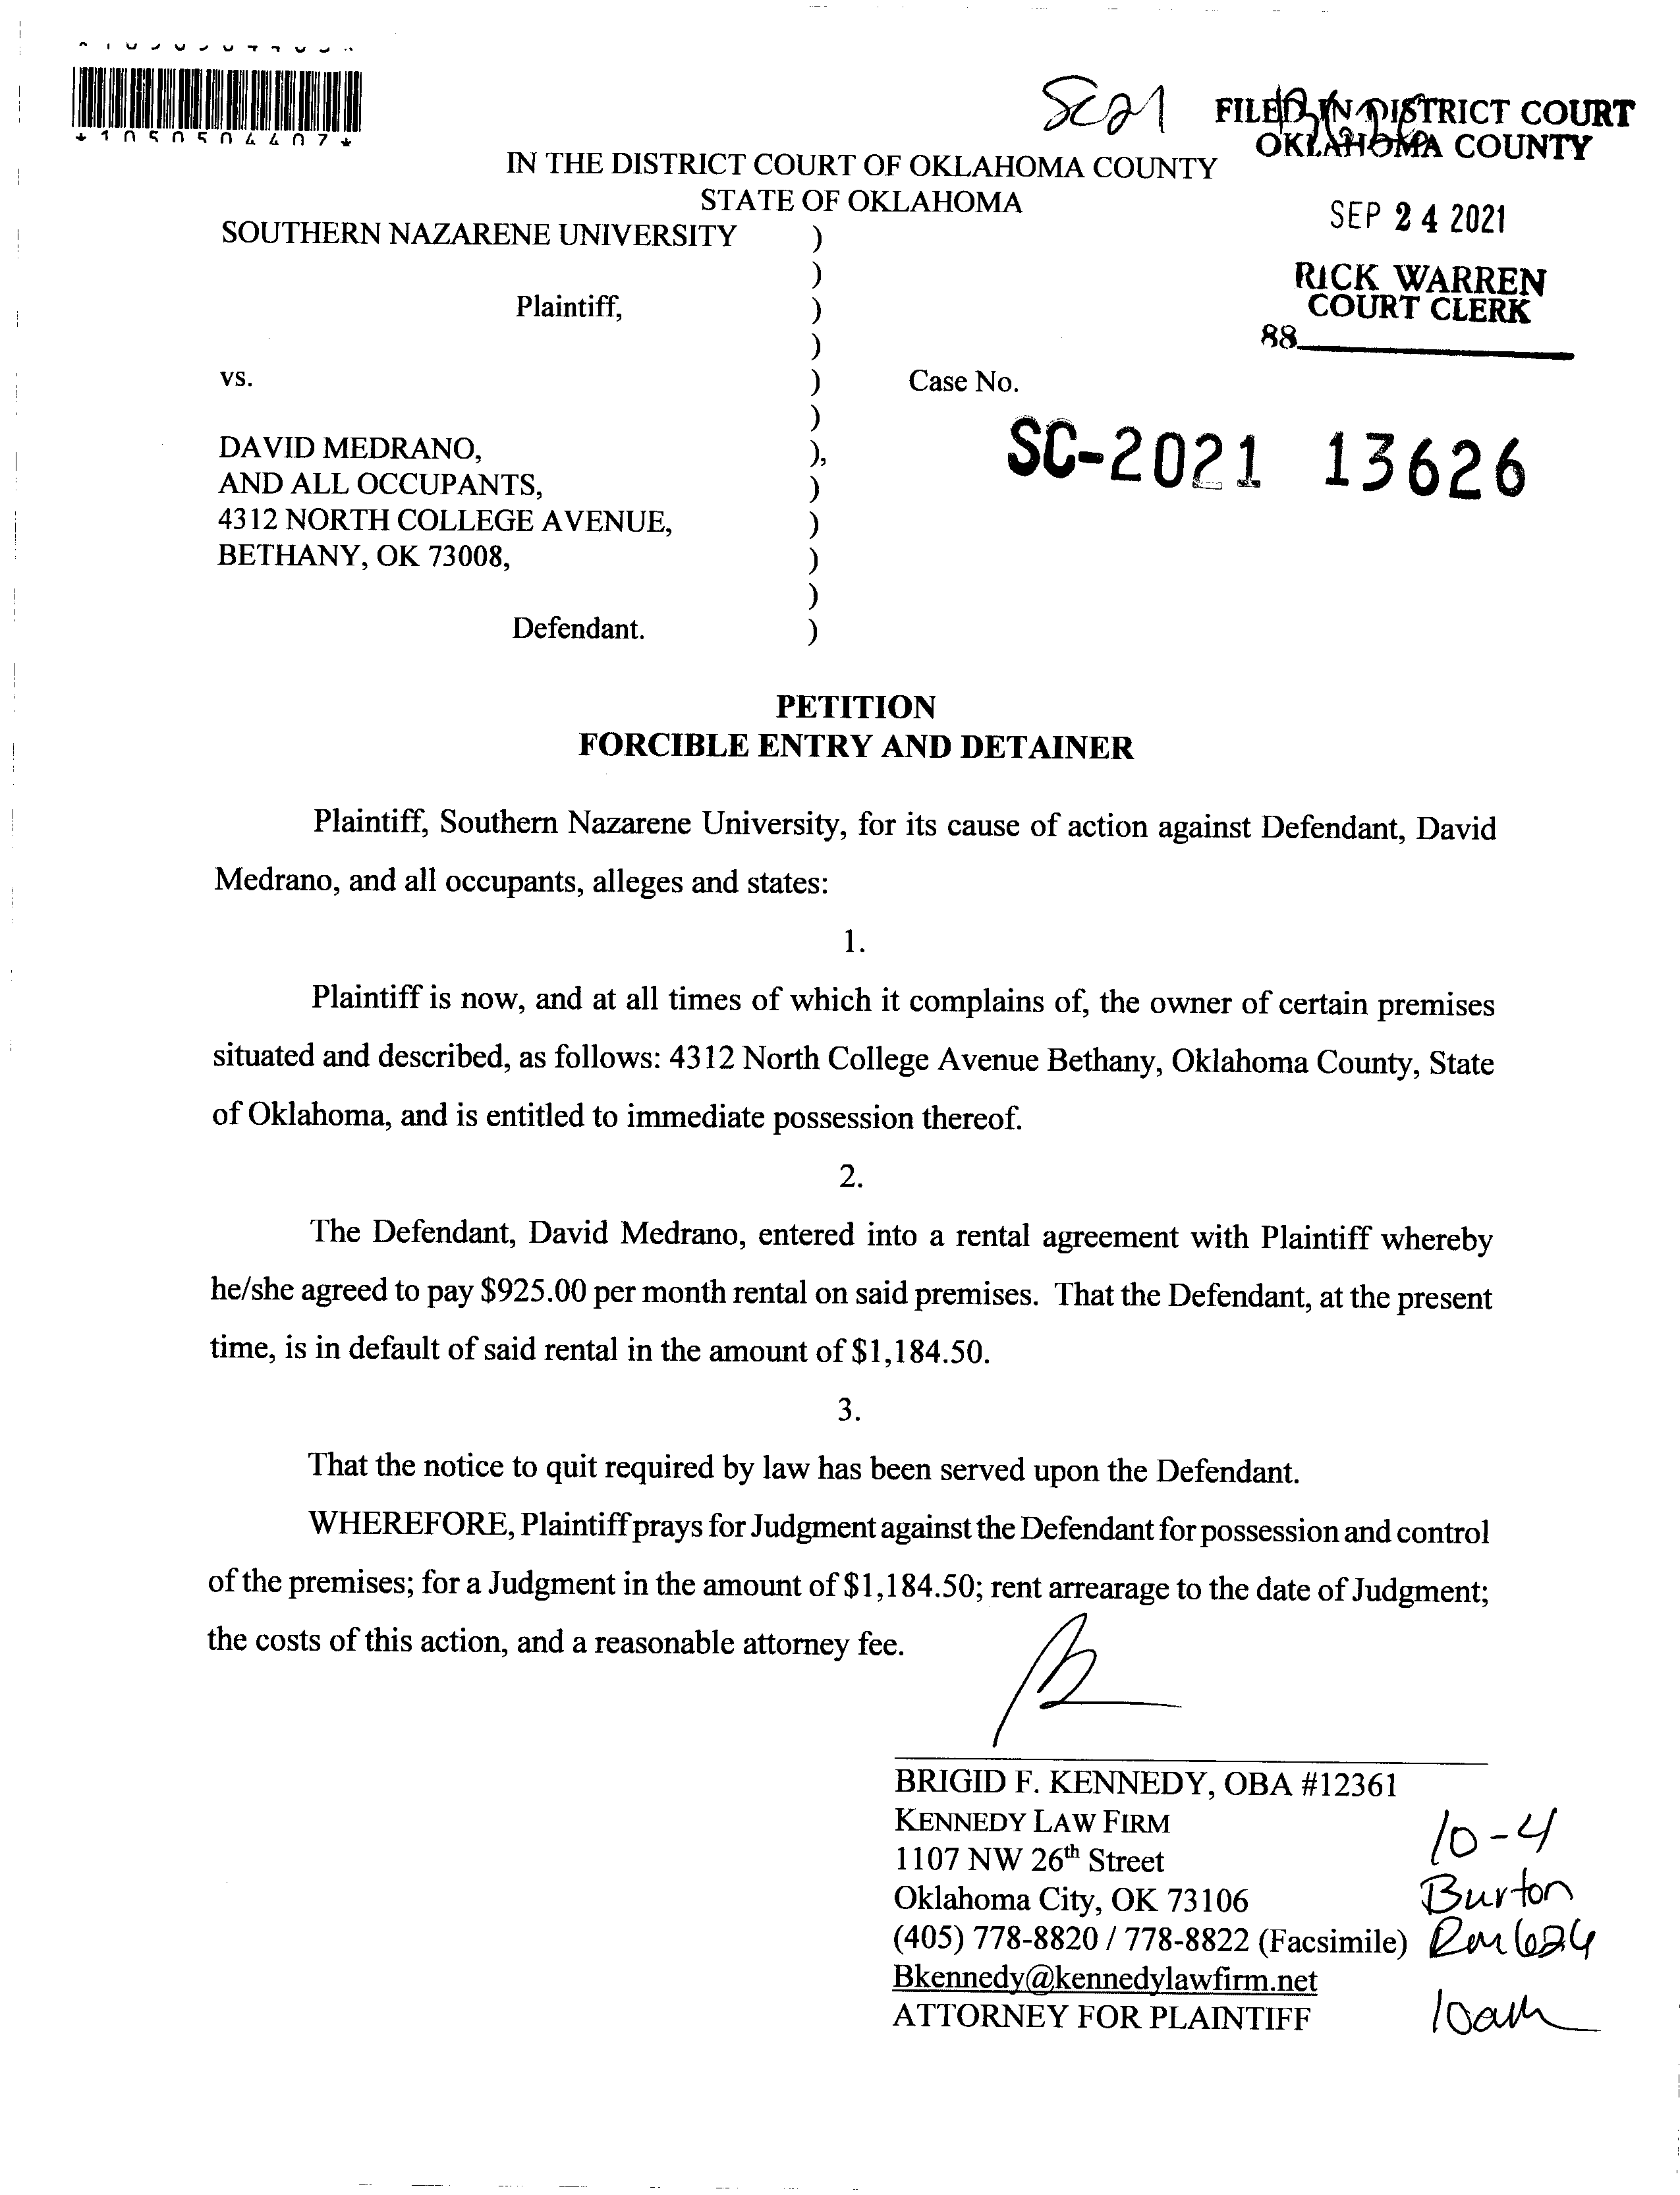 *1050504407*
SC21
FILED IN DISTRICT COURT
OKLAHOMA COUNTY
IN THE DISTRICT COURT OF OKLAHOMA COUNTY
STATE OF OKLAHOMA
SEP 24 2021
SOUTHERN NAZARENE UNIVERSITY )
)
RICK WARREN
COURT CLERK
Plaintiff, )
88
)
vs. ) Case No.
)
SC-2021 13626
DAVID MEDRANO, ),
AND ALL OCCUPANTS, )
4312 NORTH COLLEGE AVENUE, )
BETHANY, OK 73008, )
)
Defendant. )
PETITION
FORCIBLE ENTRY AND DETAINER
Plaintiff, Southern Nazarene University, for its cause of action against Defendant, David
Medrano, and all occupants, alleges and states:
1.
Plaintiff is now, and at all times of which it complains of, the owner of certain premises
situated and described, as follows: 4312 North College Avenue Bethany, Oklahoma County, State
of Oklahoma, and is entitled to immediate possession thereof.
2.
The Defendant, David Medrano, entered into a rental agreement with Plaintiff whereby
he/she agreed to pay $925.00 per month rental on said premises. That the Defendant, at the present
time, is in default of said rental in the amount of $1,184.50.
3.
That the notice to quit required by law has been served upon the Defendant.
WHEREFORE, Plaintiff prays for Judgment against the Defendant for possession and control
of the premises; for a Judgment in the amount of $1,184.50; rent arrearage to the date of Judgment;
the costs of this action, and a reasonable attorney fee.
BRIGID F. KENNEDY, OBA #12361
KENNEDY LAW FIRM
1107 NW 26th Street
Oklahoma City, OK 73106
(405) 778-8820 / 778-8822 (Facsimile)
Bkennedy@kennedylawfirm.net
ATTORNEY FOR PLAINTIFF
10-4
Burton
Rm 624
10am